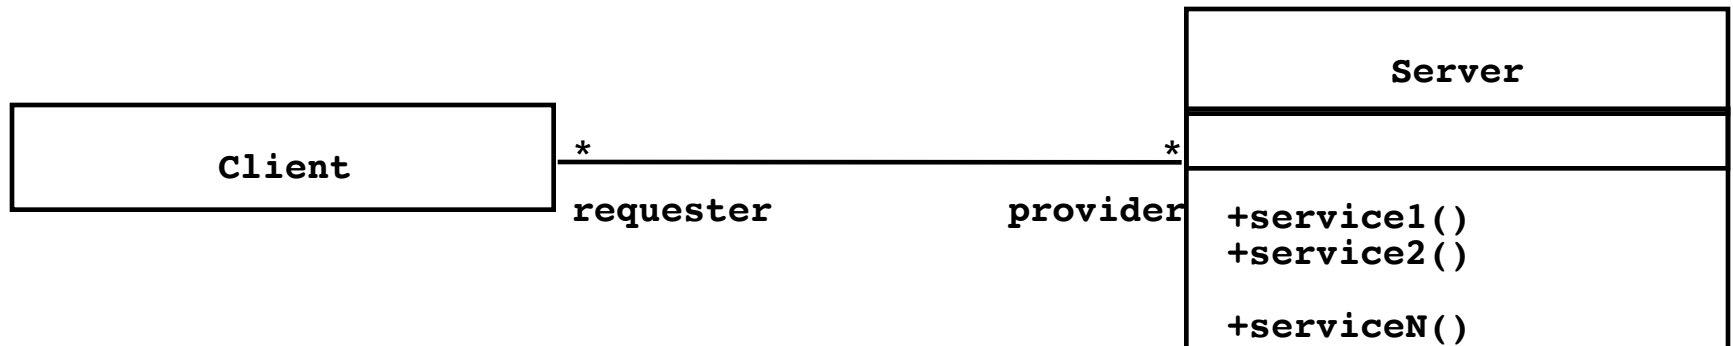 Server
Client
*
*
requester
provider
+service1()
+service2()
+serviceN()